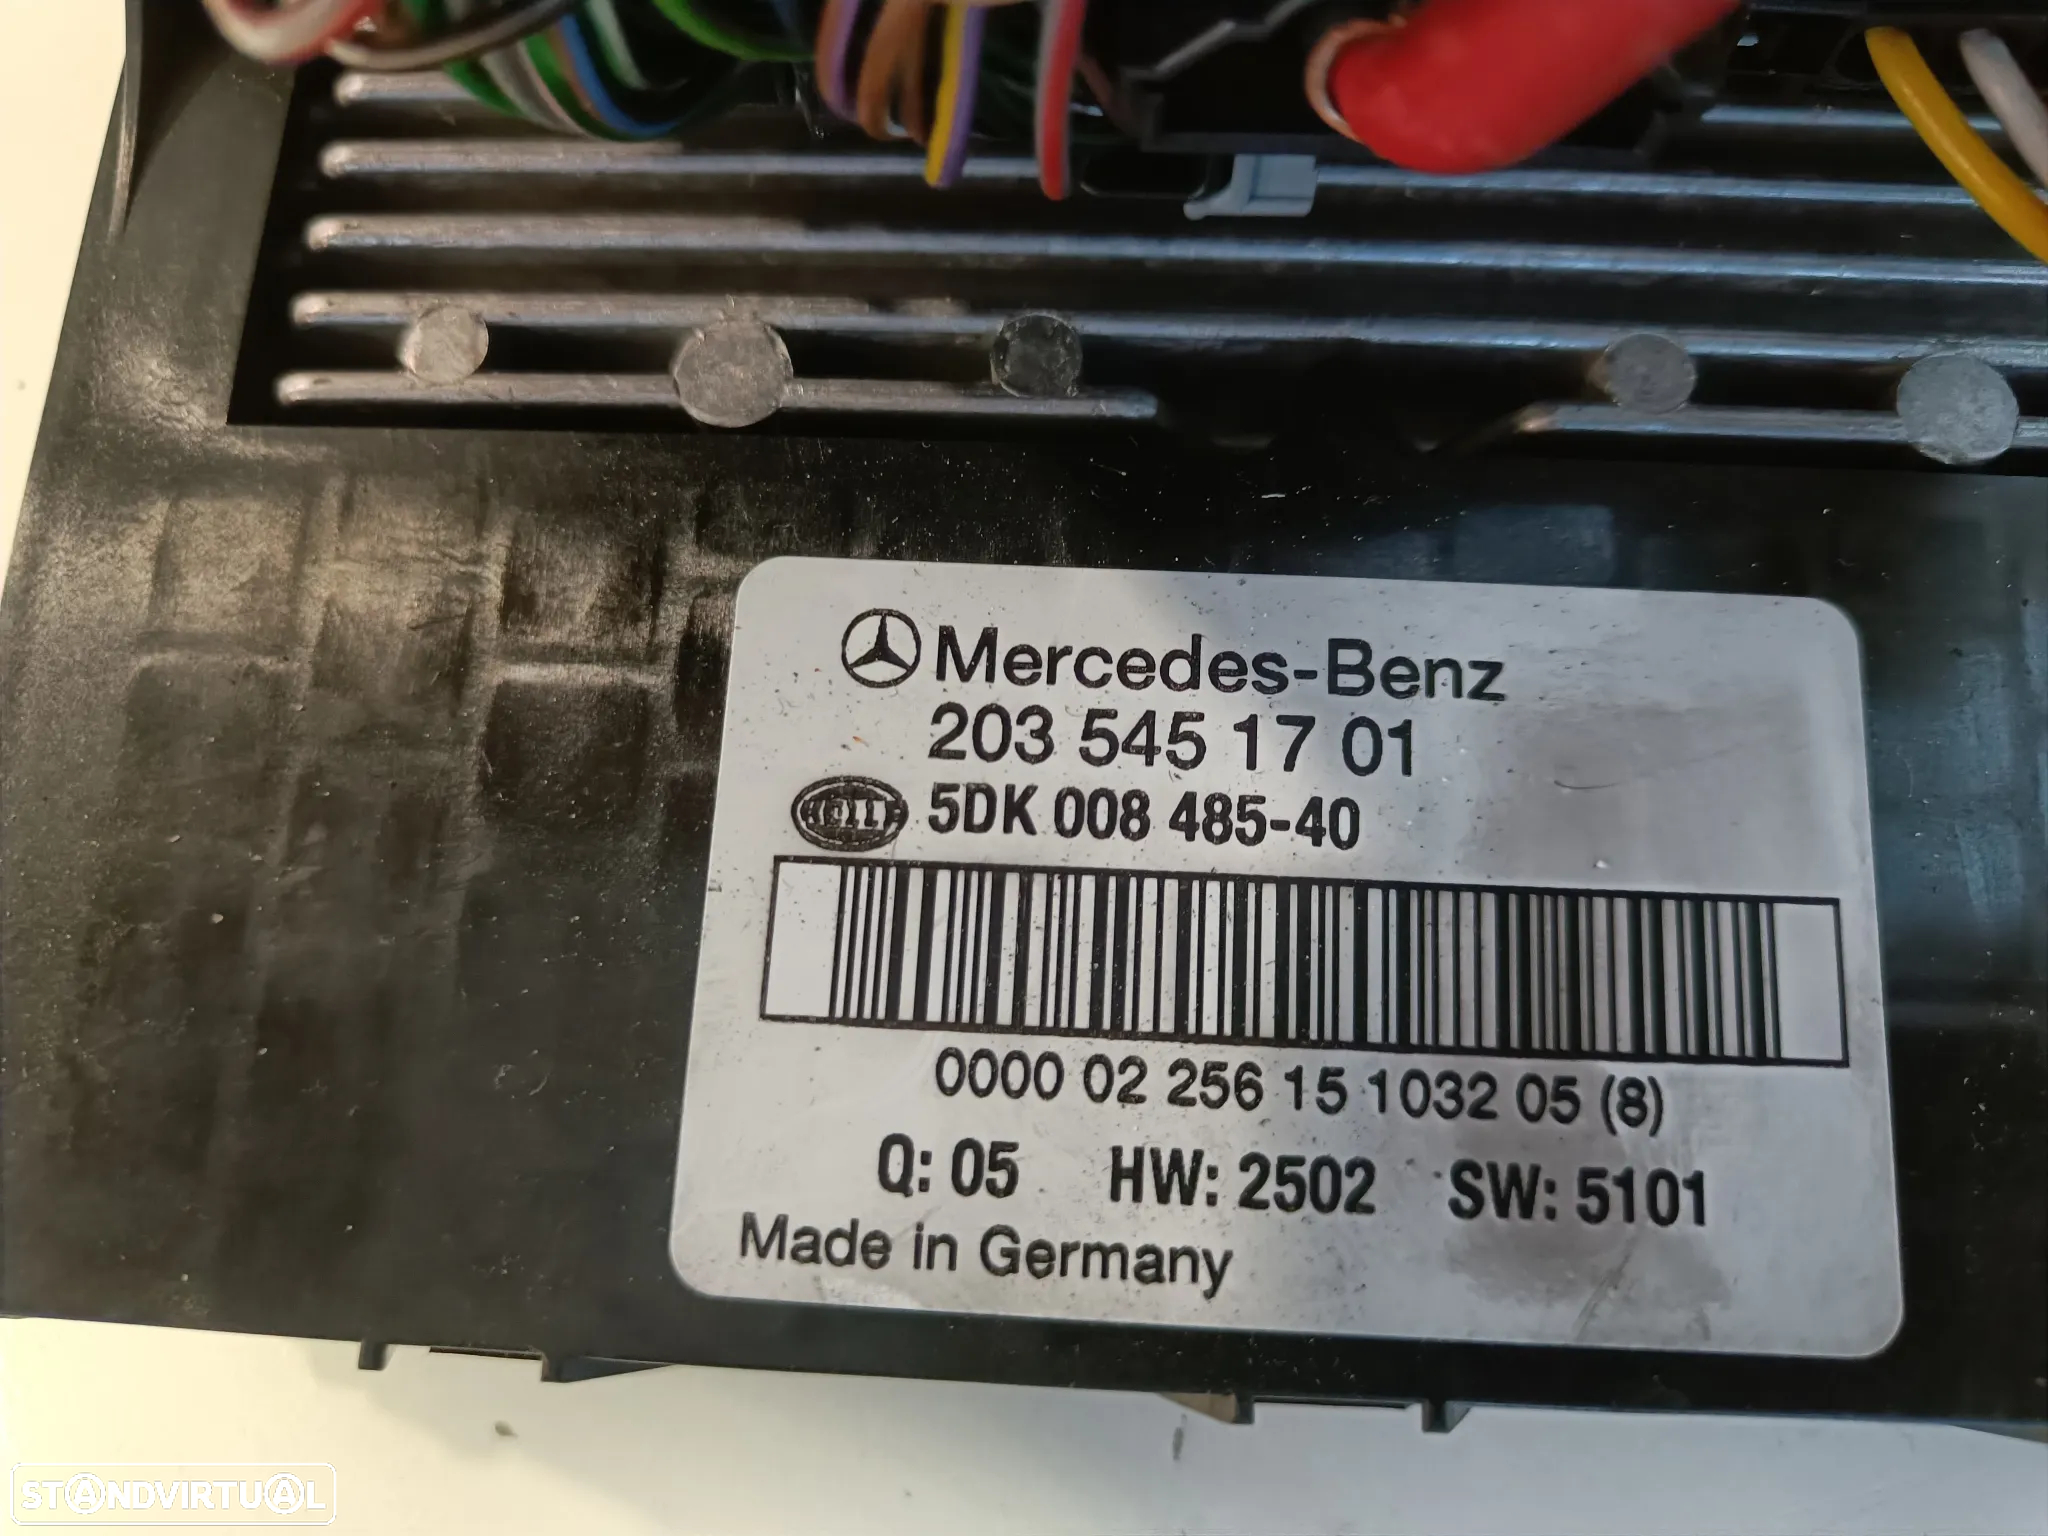 Mercedes-Benz
203 545 17 01
HELLA 5DK 008 485-40
0000 02 256 15 1032 05 (8)
Q: 05 HW: 2502 SW: 5101
Made in Germany
STANDVIRTUAL